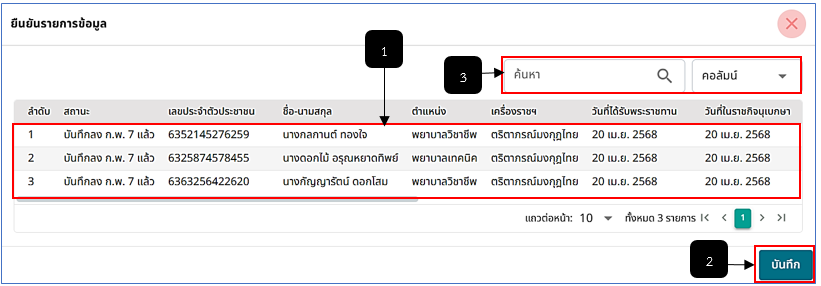 ยืนยันรายการข้อมูล
1
3
ค้นหา
คอลัมน์
ลำดับ สถานะ เลขประจำตัวประชาชน ชื่อ-นามสกุล ตำแหน่ง เครื่องราชฯ วันที่ได้รับพระราชทาน วันที่ในราชกิจนุเบกษา
1 บันทึกลง ก.พ. 7 แล้ว 6352145276259 นางกลกานต์ ทองใจ พยาบาลวิชาชีพ ตริตาภรณ์มงกุฎไทย 20 เม.ย. 2568 20 เม.ย. 2568
2 บันทึกลง ก.พ. 7 แล้ว 6325874578455 นางดอกไม้ อรุณหยาดทิพย์ พยาบาลเทคนิค ตริตาภรณ์มงกุฎไทย 20 เม.ย. 2568 20 เม.ย. 2568
3 บันทึกลง ก.พ. 7 แล้ว 6363256422620 นางกัญญารัตน์ ดอกโสม พยาบาลวิชาชีพ ตริตาภรณ์มงกุฎไทย 20 เม.ย. 2568 20 เม.ย. 2568
แถวต่อหน้า: 10 ทั้งหมด 3 รายการ 1
2
บันทึก